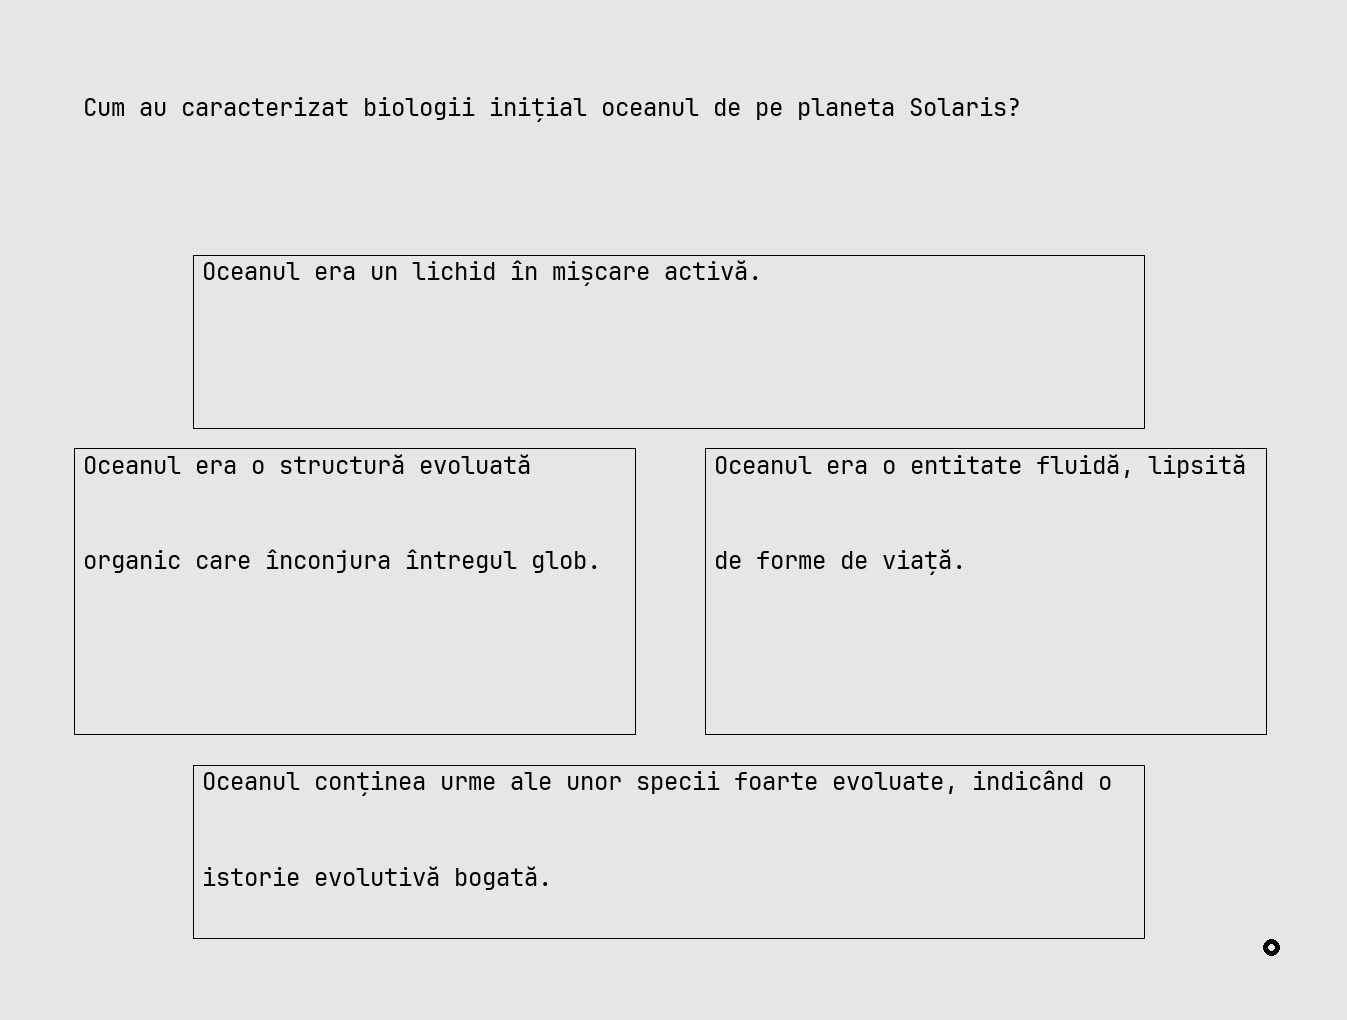 Cum au caracterizat biologii inițial oceanul de pe planeta Solaris?
Oceanul era un lichid în mișcare activă.
Oceanul era o structură evoluată
organic care înconjura întregul glob.
Oceanul era o entitate fluidă, lipsită
de forme de viață.
Oceanul conținea urme ale unor specii foarte evoluate, indicând o
istorie evolutivă bogată.